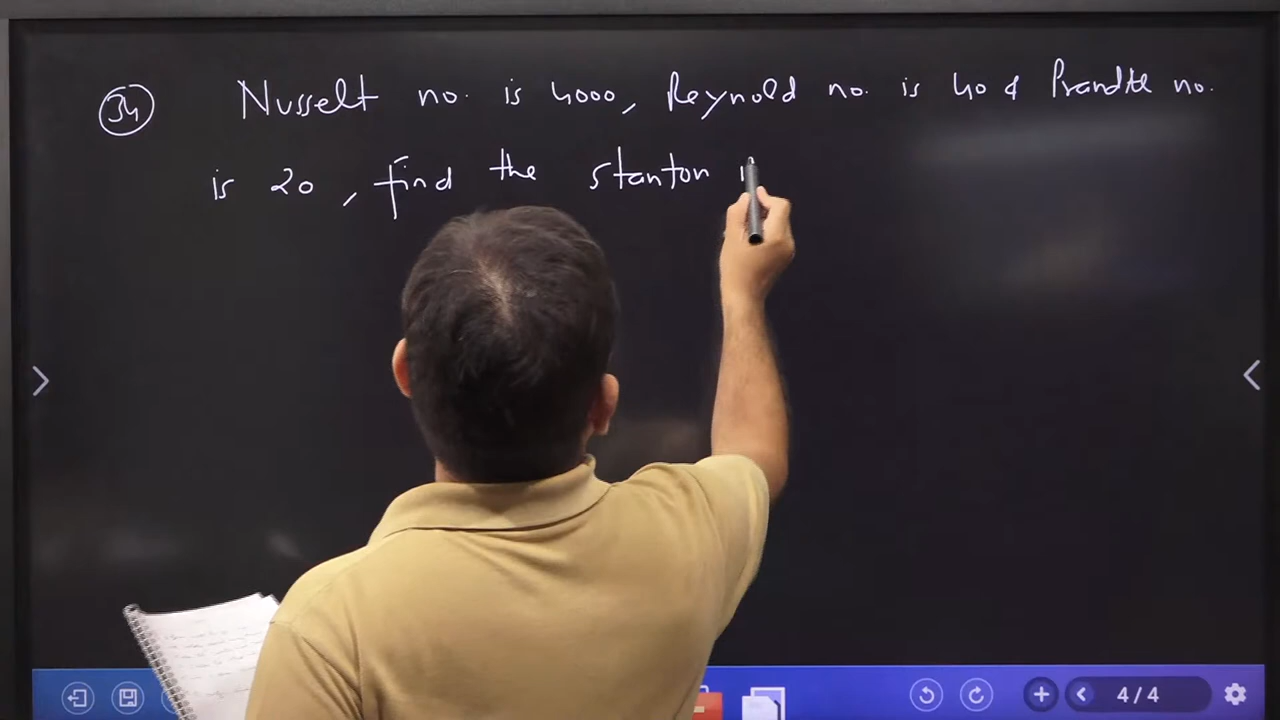 34 Nusselt no. is 4000, Reynold no. is 40 & Prandtl no.
is 20, find the stanton
4/4